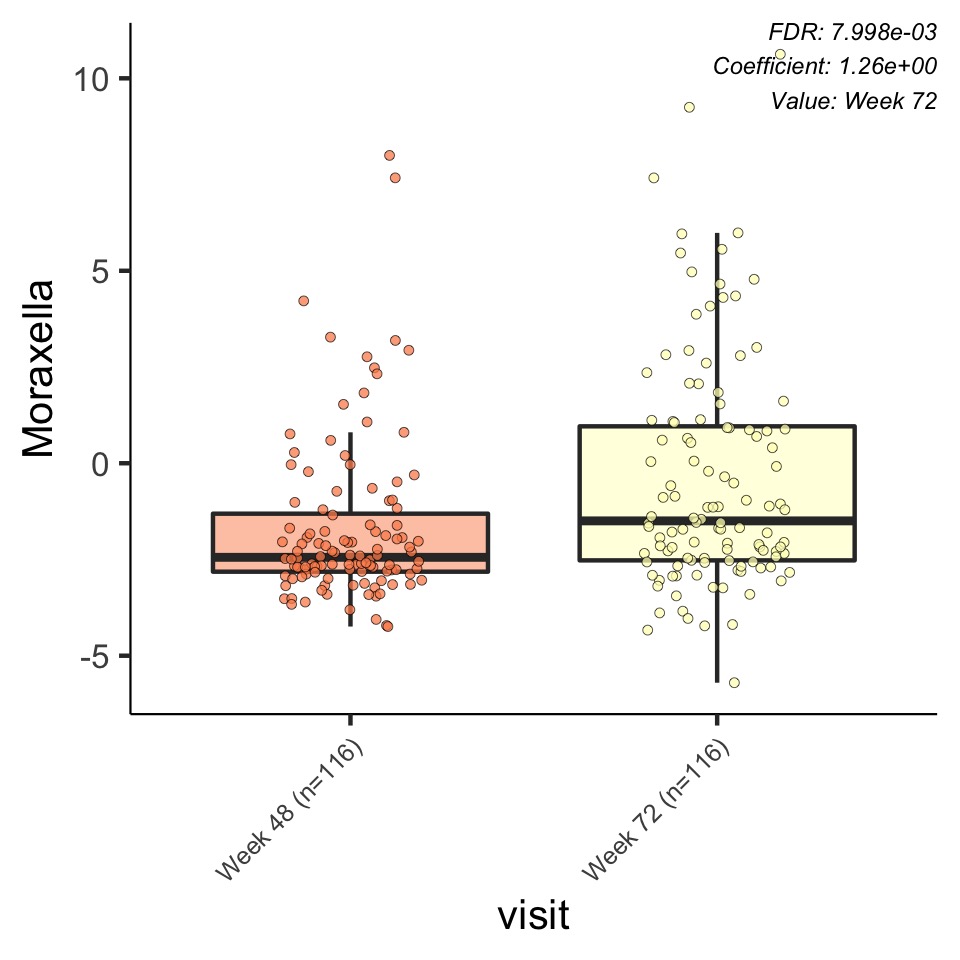 FDR: 7.998e-03
Coefficient: 1.26e+00
Value: Week 72
10
5
0
-5
Moraxella
Week 48 (n=116)
Week 72 (n=116)
visit